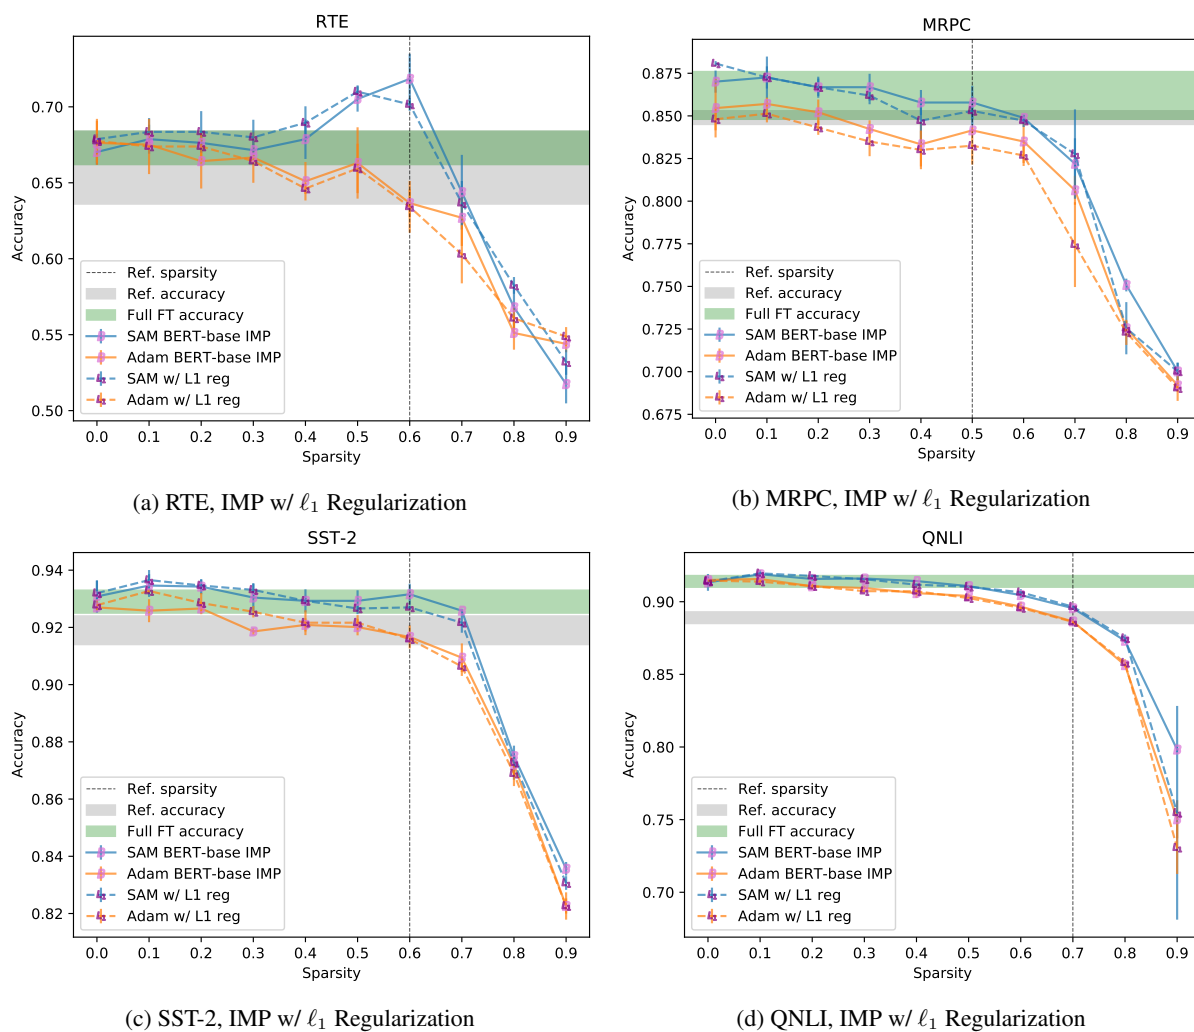 RTE
Accuracy
0.70
0.65
0.60
0.55
0.50
Ref. sparsity
Ref. accuracy
Full FT accuracy
SAM BERT-base IMP
Adam BERT-base IMP
SAM w/ L1 reg
Adam w/ L1 reg
0.0 0.1 0.2 0.3 0.4 0.5 0.6 0.7 0.8 0.9
Sparsity
(a) RTE, IMP w/ ℓ₁ Regularization
MRPC
Accuracy
0.875
0.850
0.825
0.800
0.775
0.750
0.725
0.700
0.675
Ref. sparsity
Ref. accuracy
Full FT accuracy
SAM BERT-base IMP
Adam BERT-base IMP
SAM w/ L1 reg
Adam w/ L1 reg
0.0 0.1 0.2 0.3 0.4 0.5 0.6 0.7 0.8 0.9
Sparsity
(b) MRPC, IMP w/ ℓ₁ Regularization
SST-2
Accuracy
0.94
0.92
0.90
0.88
0.86
0.84
0.82
Ref. sparsity
Ref. accuracy
Full FT accuracy
SAM BERT-base IMP
Adam BERT-base IMP
SAM w/ L1 reg
Adam w/ L1 reg
0.0 0.1 0.2 0.3 0.4 0.5 0.6 0.7 0.8 0.9
Sparsity
(c) SST-2, IMP w/ ℓ₁ Regularization
QNLI
Accuracy
0.90
0.85
0.80
0.75
0.70
Ref. sparsity
Ref. accuracy
Full FT accuracy
SAM BERT-base IMP
Adam BERT-base IMP
SAM w/ L1 reg
Adam w/ L1 reg
0.0 0.1 0.2 0.3 0.4 0.5 0.6 0.7 0.8 0.9
Sparsity
(d) QNLI, IMP w/ ℓ₁ Regularization